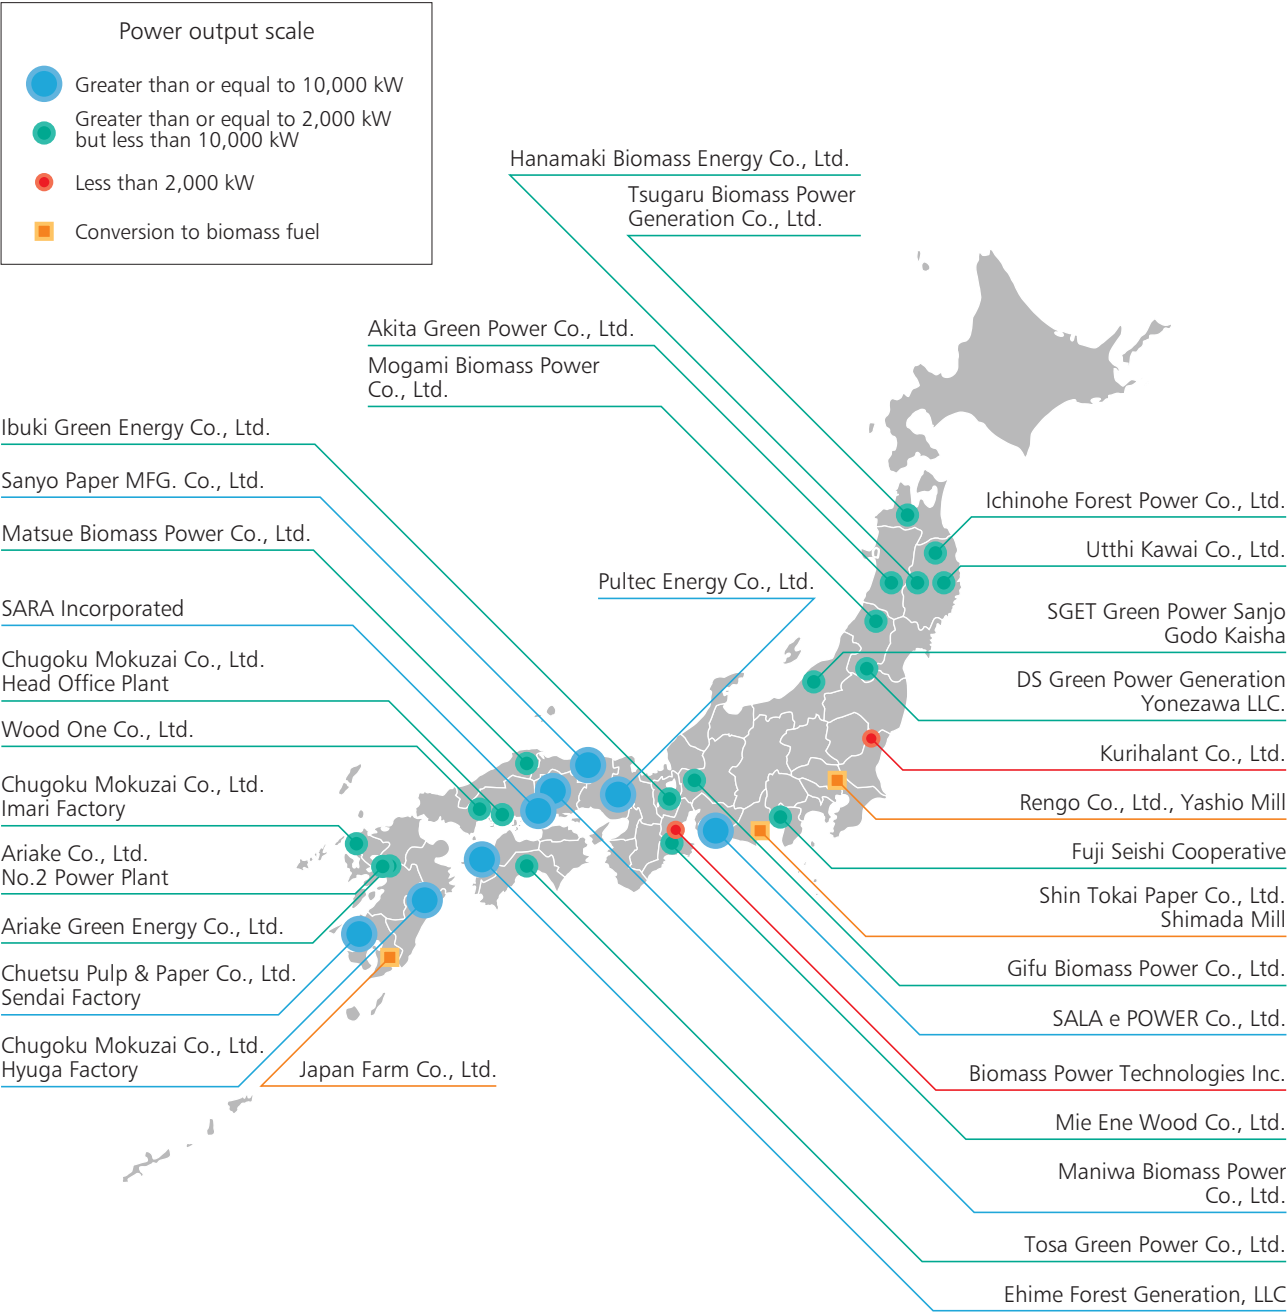 Power output scale
Greater than or equal to 10,000 kW
Greater than or equal to 2,000 kW
but less than 10,000 kW
Less than 2,000 kW
Conversion to biomass fuel
Hanamaki Biomass Energy Co., Ltd.
Tsugaru Biomass Power
Generation Co., Ltd.
Akita Green Power Co., Ltd.
Mogami Biomass Power
Co., Ltd.
Ibuki Green Energy Co., Ltd.
Sanyo Paper MFG. Co., Ltd.
Matsue Biomass Power Co., Ltd.
SARA Incorporated
Chugoku Mokuzai Co., Ltd.
Head Office Plant
Wood One Co., Ltd.
Chugoku Mokuzai Co., Ltd.
Imari Factory
Ariake Co., Ltd.
No.2 Power Plant
Ariake Green Energy Co., Ltd.
Chuetsu Pulp & Paper Co., Ltd.
Sendai Factory
Chugoku Mokuzai Co., Ltd.
Hyuga Factory
Japan Farm Co., Ltd.
Pultec Energy Co., Ltd.
Ichinohe Forest Power Co., Ltd.
Utthi Kawai Co., Ltd.
SGET Green Power Sanjo
Godo Kaisha
DS Green Power Generation
Yonezawa LLC.
Kurihalant Co., Ltd.
Rengo Co., Ltd., Yashio Mill
Fuji Seishi Cooperative
Shin Tokai Paper Co., Ltd.
Shimada Mill
Gifu Biomass Power Co., Ltd.
SALA e POWER Co., Ltd.
Biomass Power Technologies Inc.
Mie Ene Wood Co., Ltd.
Maniwa Biomass Power
Co., Ltd.
Tosa Green Power Co., Ltd.
Ehime Forest Generation, LLC